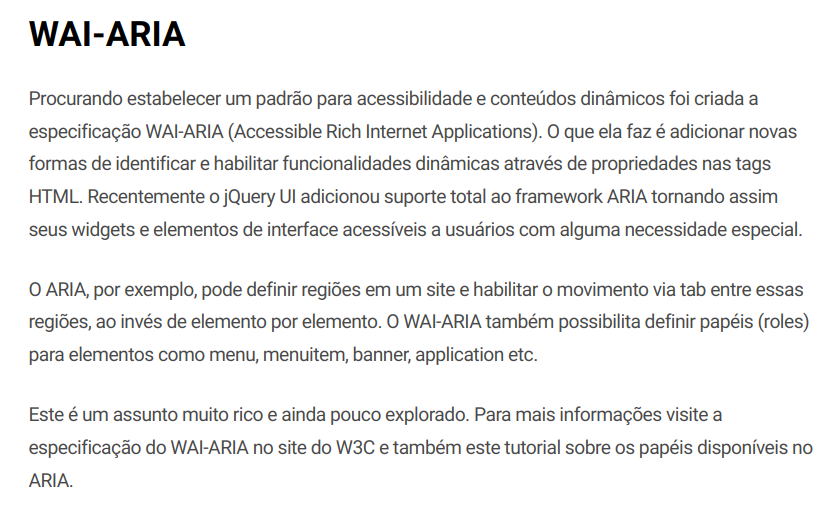 WAI-ARIA
Procurando estabelecer um padrão para acessibilidade e conteúdos dinâmicos foi criada a
especificação WAI-ARIA (Accessible Rich Internet Applications). O que ela faz é adicionar novas
formas de identificar e habilitar funcionalidades dinâmicas através de propriedades nas tags
HTML. Recentemente o jQuery UI adicionou suporte total ao framework ARIA tornando assim
seus widgets e elementos de interface acessíveis a usuários com alguma necessidade especial.
O ARIA, por exemplo, pode definir regiões em um site e habilitar o movimento via tab entre essas
regiões, ao invés de elemento por elemento. O WAI-ARIA também possibilita definir papéis (roles)
para elementos como menu, menuitem, banner, application etc.
Este é um assunto muito rico e ainda pouco explorado. Para mais informações visite a
especificação do WAI-ARIA no site do W3C e também este tutorial sobre os papéis disponíveis no
ARIA.